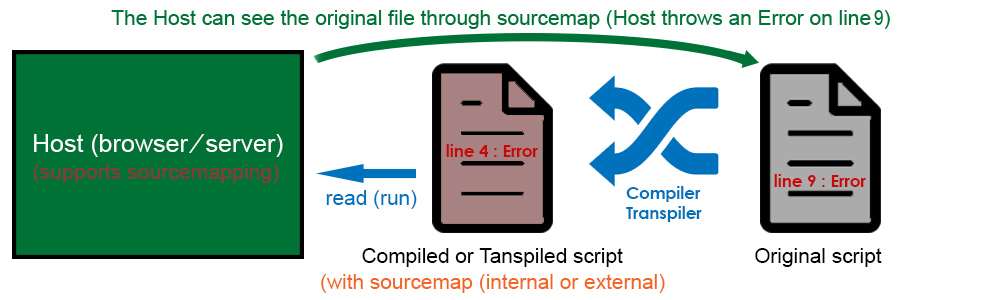 The Host can see the original file through sourcemap (Host throws an Error on line 9)
Host (browser/server)
(supports sourcemapping)
read (run)
line 4 : Error
Compiler
Transpiler
line 9 : Error
Compiled or Tanspiled script
(with sourcemap (internal or external)
Original script